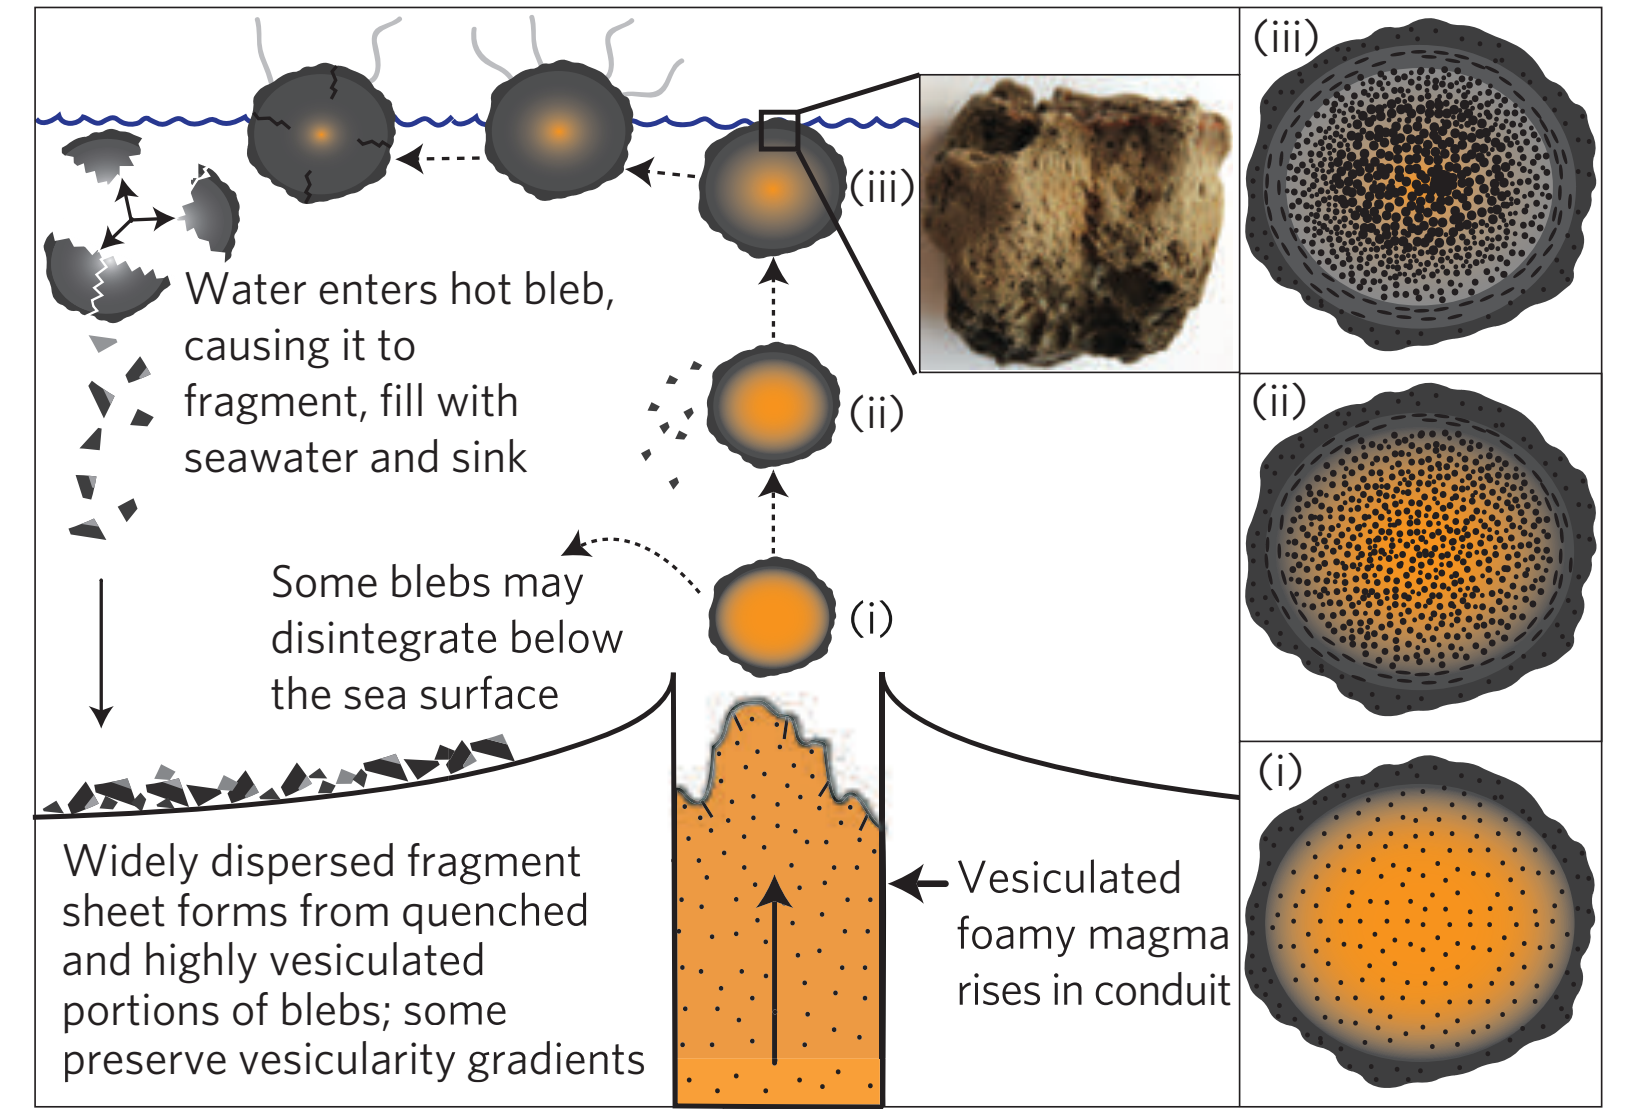 (iii)
(iii)
Water enters hot bleb,
causing it to
fragment, fill with
seawater and sink
(ii)
(ii)
Some blebs may
disintegrate below
the sea surface
(i)
(i)
Widely dispersed fragment
sheet forms from quenched
and highly vesiculated
portions of blebs; some
preserve vesicularity gradients
Vesiculated
foamy magma
rises in conduit